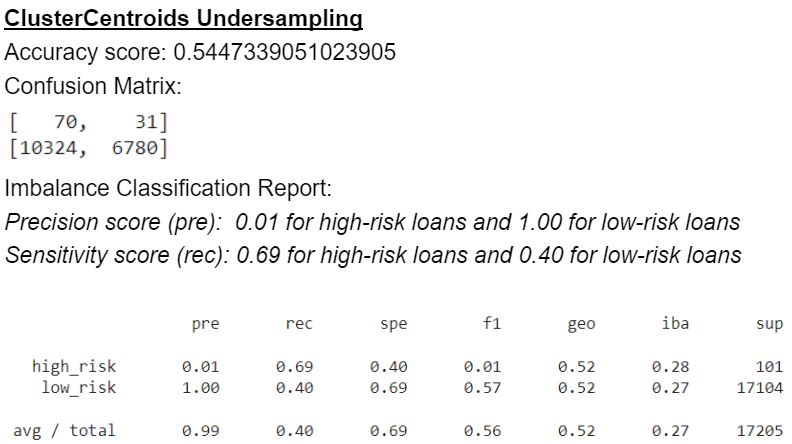 ClusterCentroids Undersampling
Accuracy score: 0.5447339051023905
Confusion Matrix:
[ 70, 31]
[10324, 6780]
Imbalance Classification Report:
Precision score (pre): 0.01 for high-risk loans and 1.00 for low-risk loans
Sensitivity score (rec): 0.69 for high-risk loans and 0.40 for low-risk loans
pre rec spe f1 geo iba sup
high_risk 0.01 0.69 0.40 0.01 0.52 0.28 101
low_risk 1.00 0.40 0.69 0.57 0.52 0.27 17104
avg / total 0.99 0.40 0.69 0.56 0.52 0.27 17205